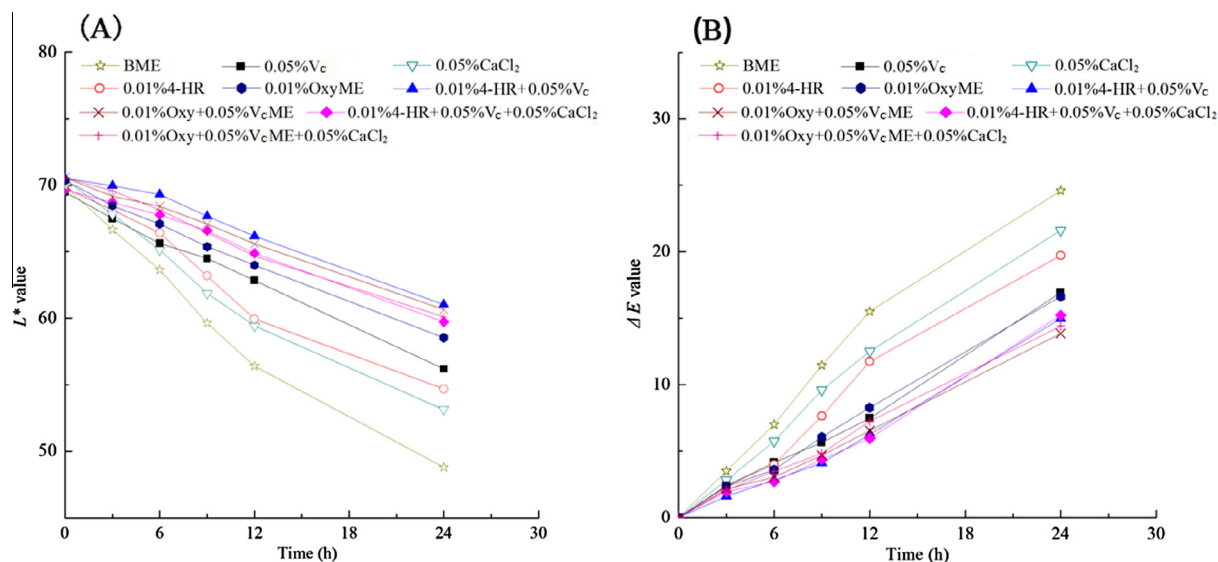 (A)
80
BME 0.05%Vc 0.05%CaCl₂
0.01%4-HR 0.01%OxyME 0.01%4-HR+0.05%Vc
0.01%Oxy+0.05%VcME 0.01%4-HR+0.05%Vc+0.05%CaCl₂
0.01%Oxy+0.05%VcME+0.05%CaCl₂
70
60
50
L* value
0 6 12 18 24 30
Time (h)
(B)
BME 0.05%Vc 0.05%CaCl₂
0.01%4-HR 0.01%OxyME 0.01%4-HR+0.05%Vc
0.01%Oxy+0.05%VcME 0.01%4-HR+0.05%Vc+0.05%CaCl₂
0.01%Oxy+0.05%VcME+0.05%CaCl₂
30
20
10
0
ΔE value
0 6 12 18 24 30
Time (h)